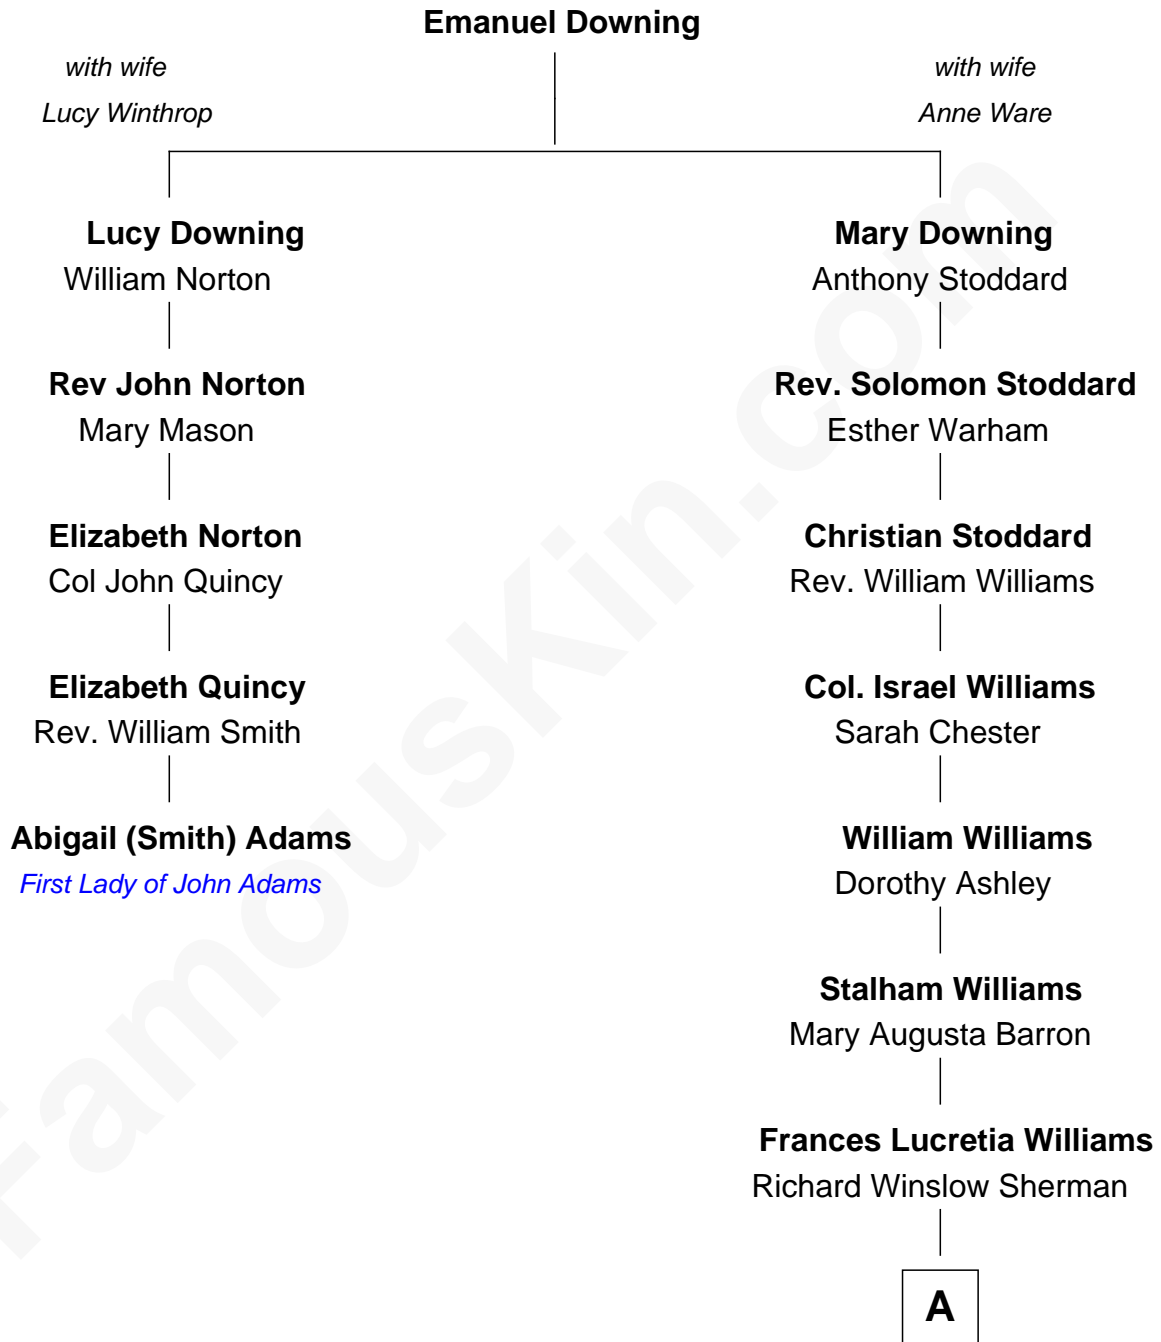 Emanuel Downing
with wife
Lucy Winthrop
with wife
Anne Ware
Lucy Downing
William Norton
Mary Downing
Anthony Stoddard
Rev John Norton
Mary Mason
Rev. Solomon Stoddard
Esther Warham
Elizabeth Norton
Col John Quincy
Christian Stoddard
Rev. William Williams
Elizabeth Quincy
Rev. William Smith
Col. Israel Williams
Sarah Chester
Abigail (Smith) Adams
First Lady of John Adams
William Williams
Dorothy Ashley
Stalham Williams
Mary Augusta Barron
Frances Lucretia Williams
Richard Winslow Sherman
A
FamousKin.com